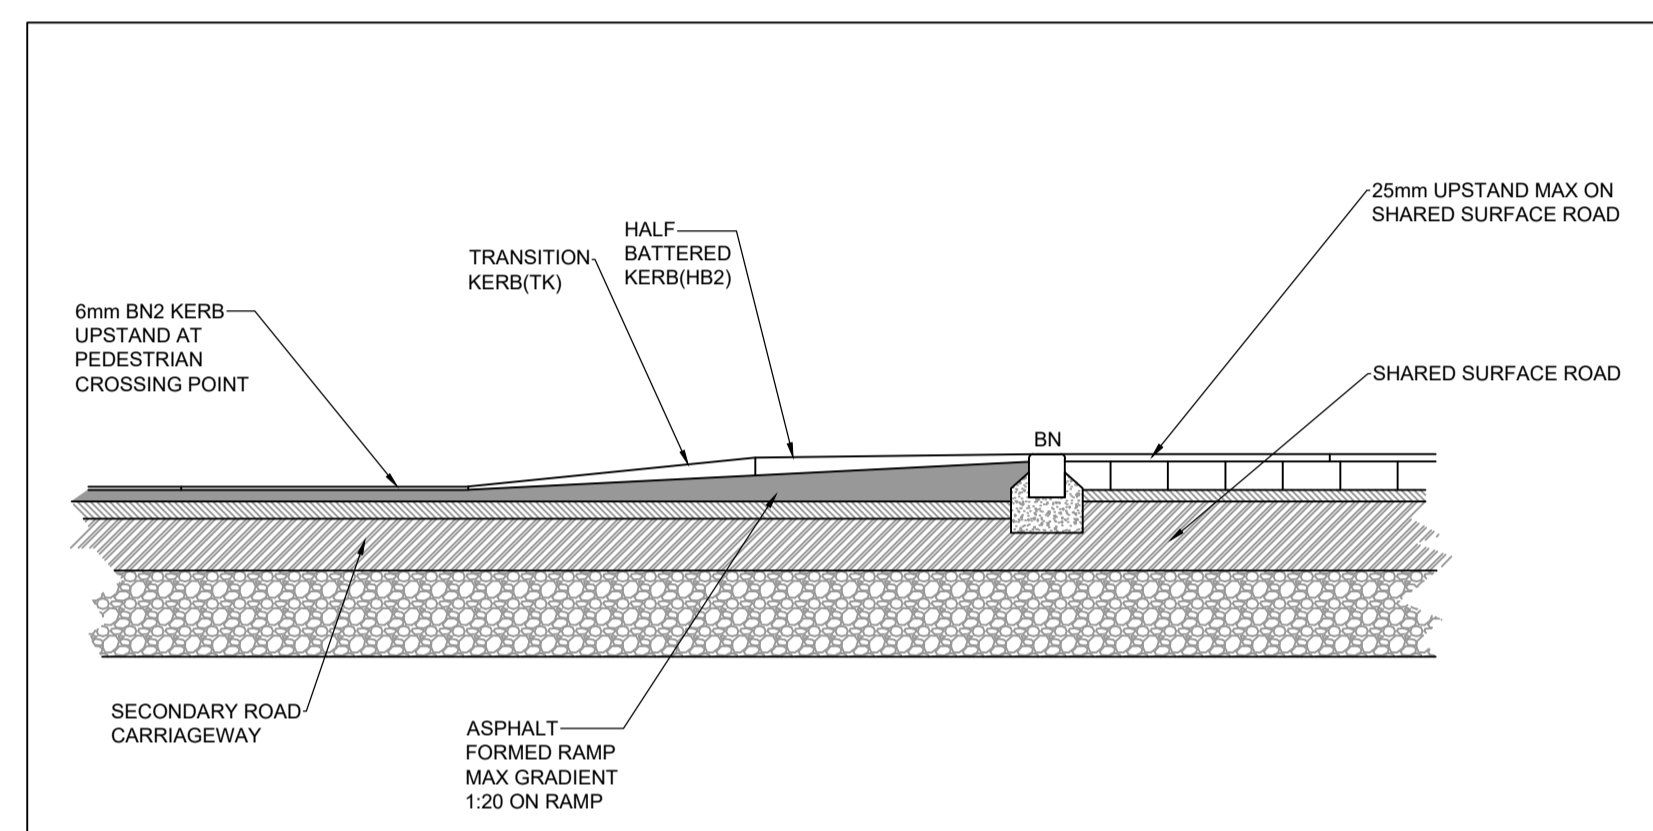 25mm UPSTAND MAX ON
SHARED SURFACE ROAD
HALF
BATTERED
KERB(HB2)
TRANSITION
KERB(TK)
6mm BN2 KERB
UPSTAND AT
PEDESTRIAN
CROSSING POINT
SHARED SURFACE ROAD
BN
SECONDARY ROAD
CARRIAGEWAY
ASPHALT
FORMED RAMP
MAX GRADIENT
1:20 ON RAMP